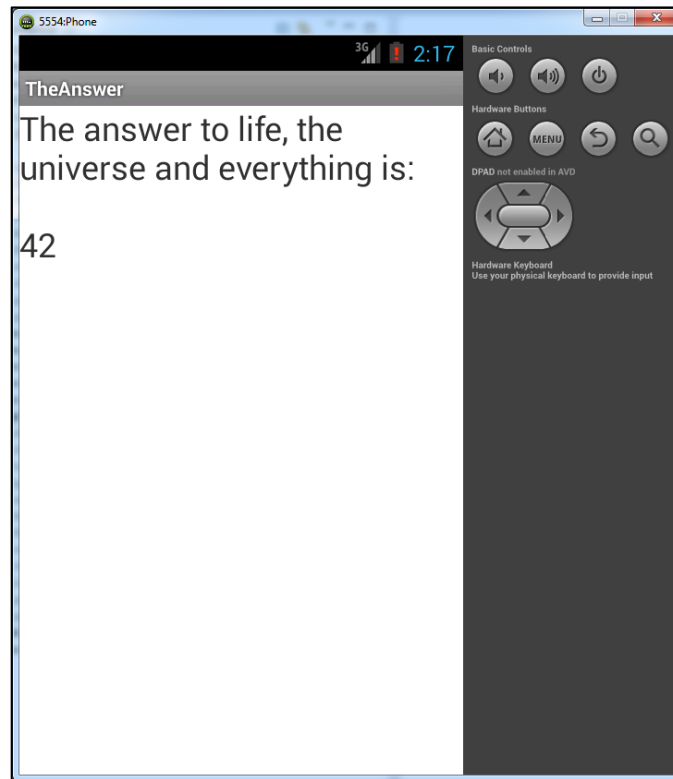 5554:Phone
3G 2:17
TheAnswer
The answer to life, the
universe and everything is:
42
Basic Controls
Hardware Buttons
MENU
DPAD not enabled in AVD
Hardware Keyboard
Use your physical keyboard to provide input